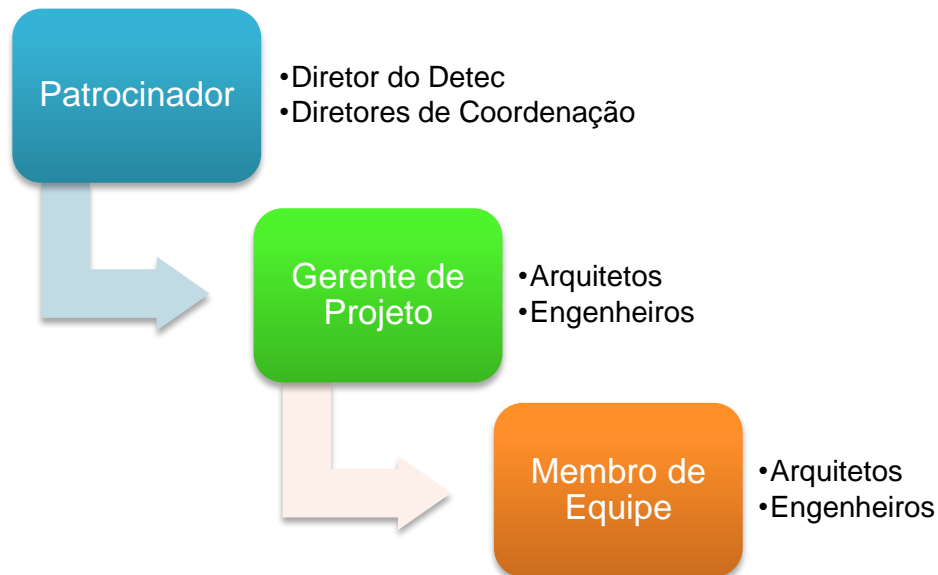 Patrocinador
•Diretor do Detec
•Diretores de Coordenação
Gerente de
Projeto
•Arquitetos
•Engenheiros
Membro de
Equipe
•Arquitetos
•Engenheiros